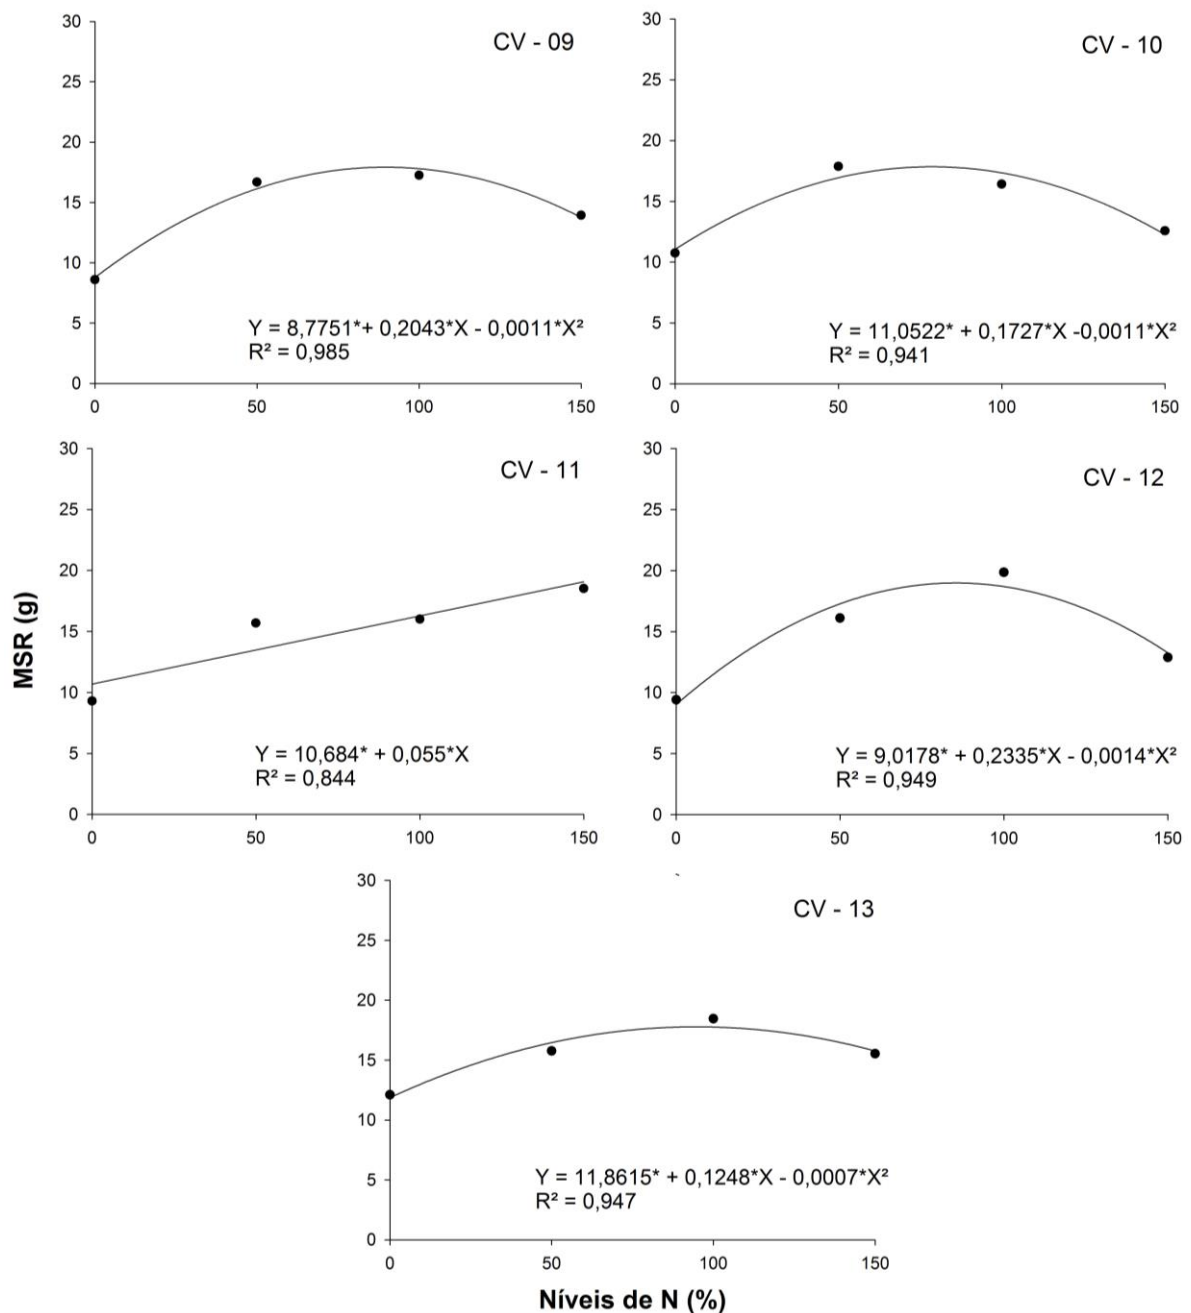 30
25
20
15
10
5
0
0 50 100 150
CV - 09
Y = 8,7751*+ 0,2043*X - 0,0011*X²
R² = 0,985
30
25
20
15
10
5
0
0 50 100 150
CV - 10
Y = 11,0522* + 0,1727*X -0,0011*X²
R² = 0,941
MSR (g)
30
25
20
15
10
5
0
0 50 100 150
CV - 11
Y = 10,684* + 0,055*X
R² = 0,844
30
25
20
15
10
5
0
0 50 100 150
CV - 12
Y = 9,0178* + 0,2335*X - 0,0014*X²
R² = 0,949
30
25
20
15
10
5
0
0 50 100 150
CV - 13
Y = 11,8615* + 0,1248*X - 0,0007*X²
R² = 0,947
Níveis de N (%)